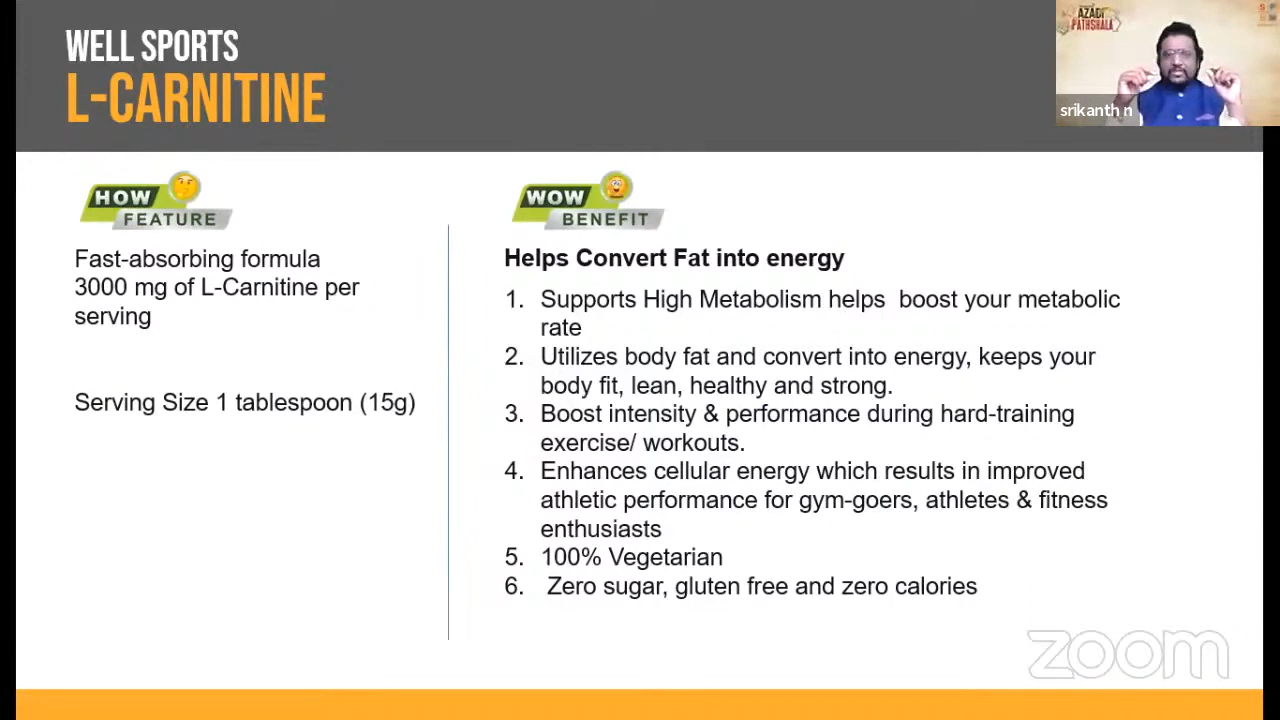 WELL SPORTS
L-CARNITINE
AZADI
PATHSHALA
srikanth n
HOW
FEATURE
Fast-absorbing formula
3000 mg of L-Carnitine per
serving
Serving Size 1 tablespoon (15g)
WOW
BENEFIT
Helps Convert Fat into energy
1. Supports High Metabolism helps boost your metabolic
rate
2. Utilizes body fat and convert into energy, keeps your
body fit, lean, healthy and strong.
3. Boost intensity & performance during hard-training
exercise/ workouts.
4. Enhances cellular energy which results in improved
athletic performance for gym-goers, athletes & fitness
enthusiasts
5. 100% Vegetarian
6. Zero sugar, gluten free and zero calories
zoom